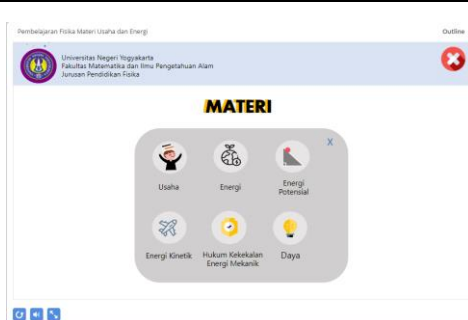 Pembelajaran Fisika Materi Usaha dan Energi
Outline
Universitas Negeri Yogyakarta
Fakultas Matematika dan Ilmu Pengetahuan Alam
Jurusan Pendidikan Fisika
MATERI
X
Usaha
Energi
Energi
Potensial
Energi Kinetik
Hukum Kekekalan
Energi Mekanik
Daya